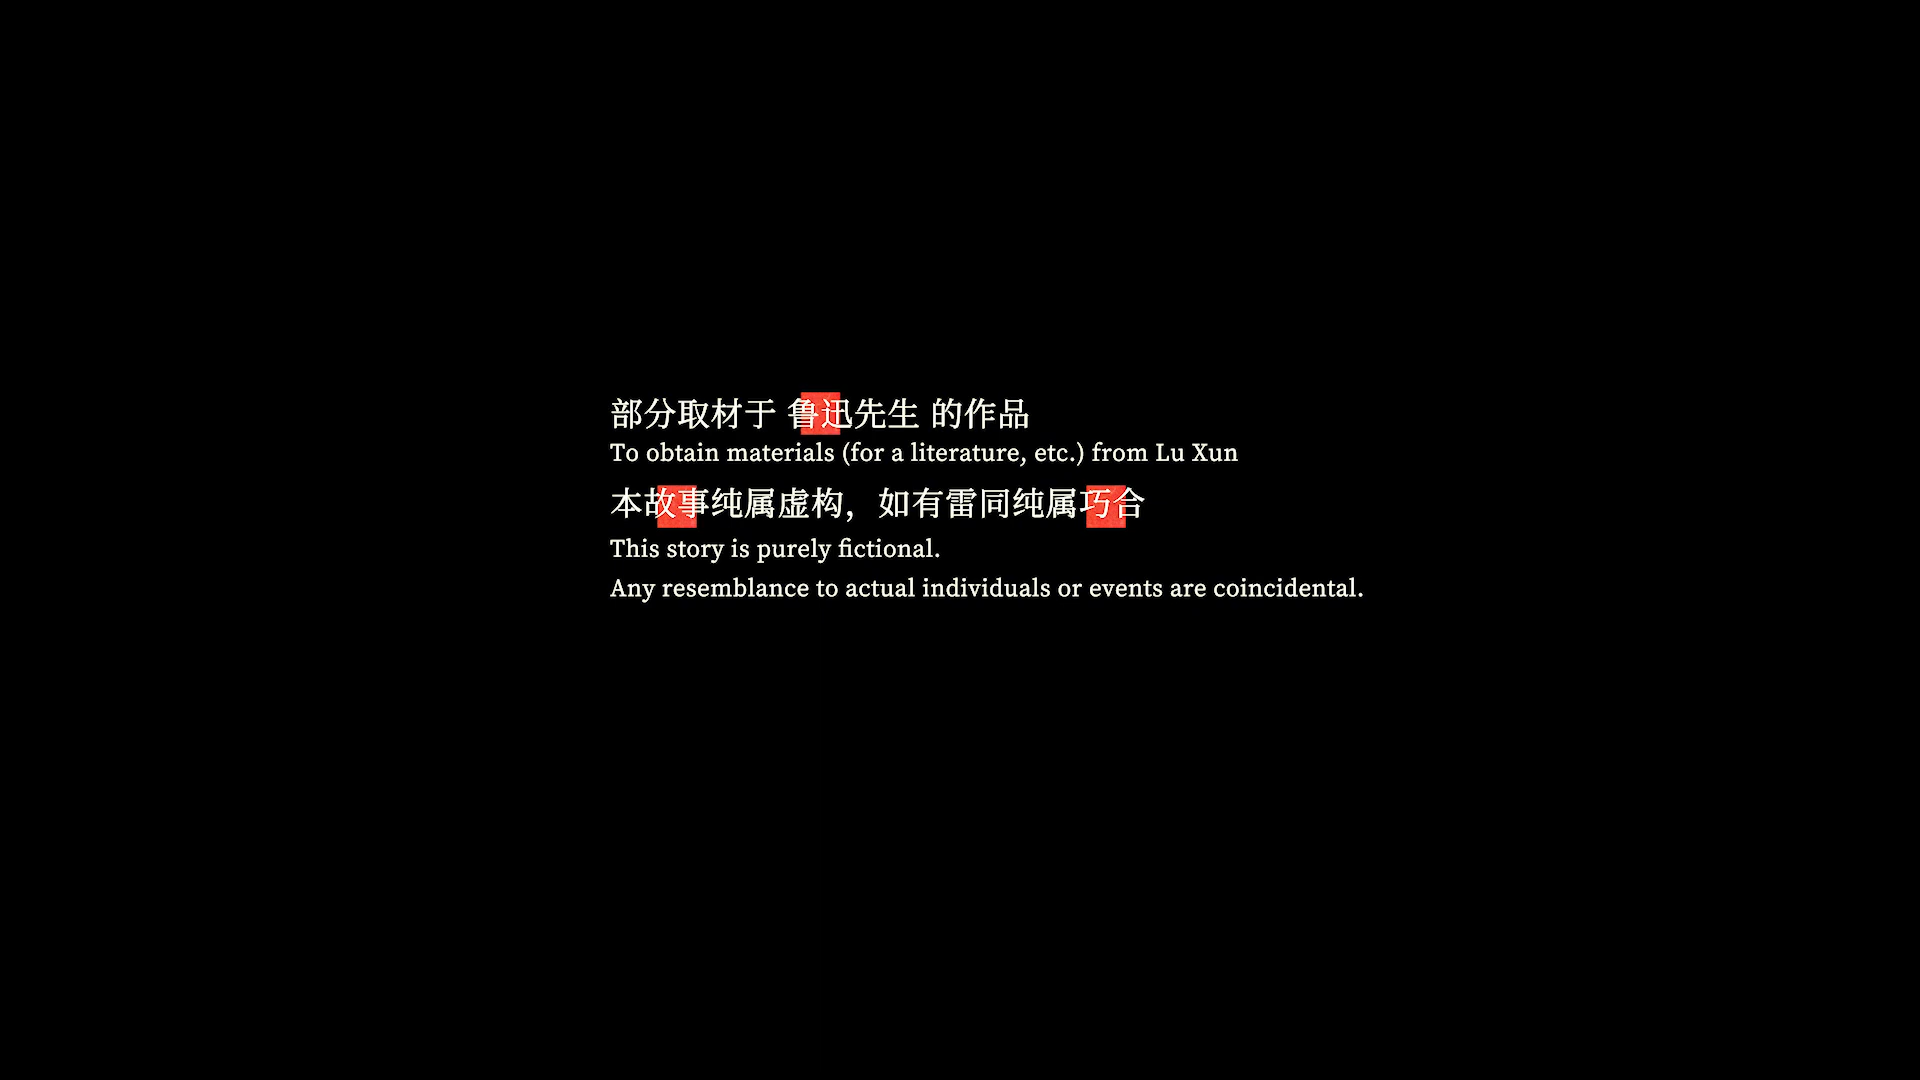 部分取材于 鲁迅先生 的作品
To obtain materials (for a literature, etc.) from Lu Xun
本故事纯属虚构，如有雷同纯属巧合
This story is purely fictional.
Any resemblance to actual individuals or events are coincidental.